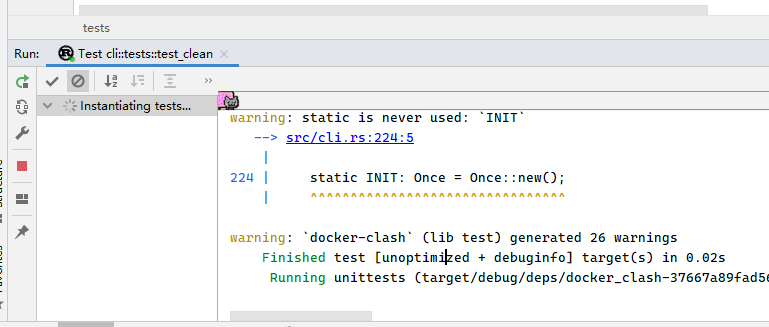 tests
Run: Test cli::tests::test_clean ×
Instantiating tests...
warning: static is never used: `INIT`
--> src/cli.rs:224:5
|
224 | static INIT: Once = Once::new();
| ^^^^^^^^^^^^^^^^^^^^^^^^^^^^^^^^
warning: `docker-clash` (lib test) generated 26 warnings
Finished test [unoptimized + debuginfo] target(s) in 0.02s
Running unittests (target/debug/deps/docker_clash-37667a89fad56